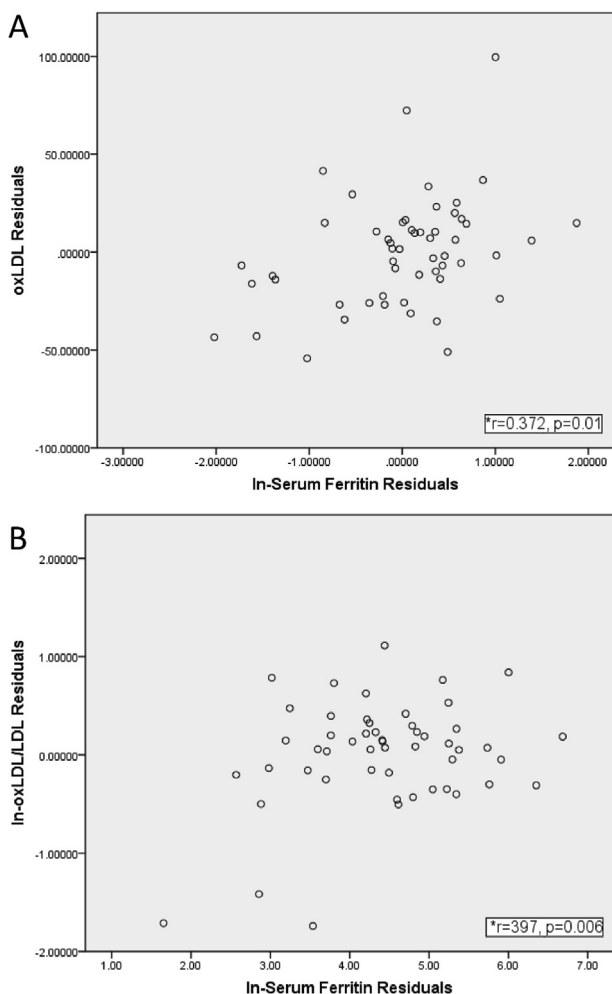 A
100.00000
50.00000
.00000
-50.00000
-100.00000
oxLDL Residuals
*r=0.372, p=0.01
-3.00000 -2.00000 -1.00000 .00000 1.00000 2.00000
ln-Serum Ferritin Residuals
B
2.00000
1.00000
0.00000
-1.00000
-2.00000
ln-oxLDL/LDL Residuals
*r=397, p=0.006
1.00 2.00 3.00 4.00 5.00 6.00 7.00
ln-Serum Ferritin Residuals